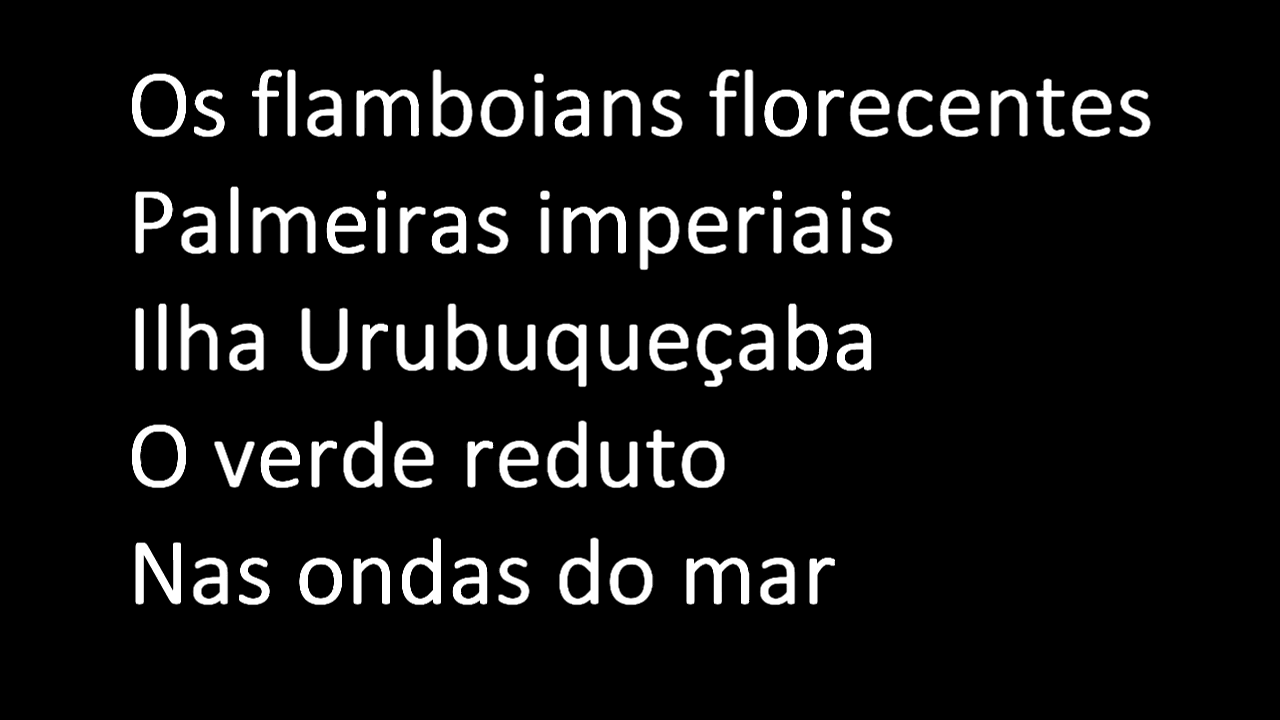 Os flamboians florecentes
Palmeiras imperiais
Ilha Urubuqueçaba
O verde reduto
Nas ondas do mar